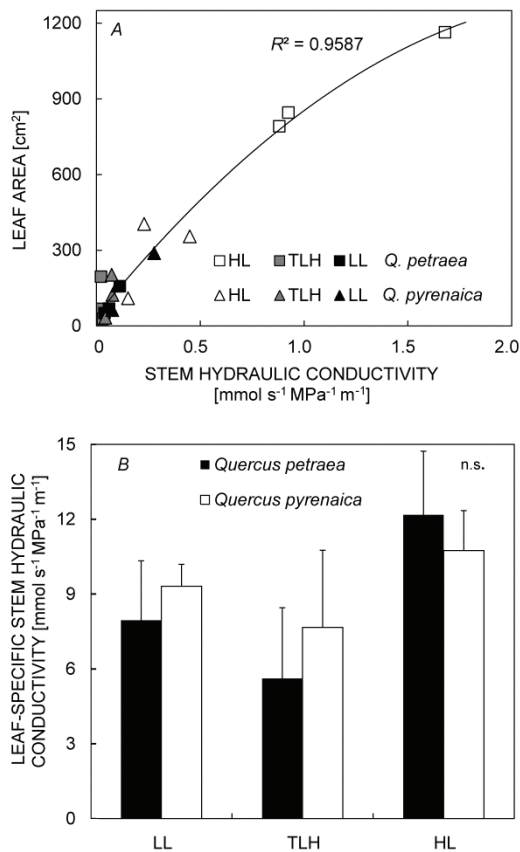 A
R² = 0.9587
LEAF AREA [cm²]
1200
900
600
300
0
HL TLH LL Q. petraea
HL TLH LL Q. pyrenaica
0 0.5 1.0 1.5 2.0
STEM HYDRAULIC CONDUCTIVITY
[mmol s⁻¹ MPa⁻¹ m⁻¹]
B
Quercus petraea
Quercus pyrenaica
n.s.
LEAF-SPECIFIC STEM HYDRAULIC
CONDUCTIVITY [mmol s⁻¹ MPa⁻¹ m⁻¹]
15
12
9
6
3
0
LL TLH HL